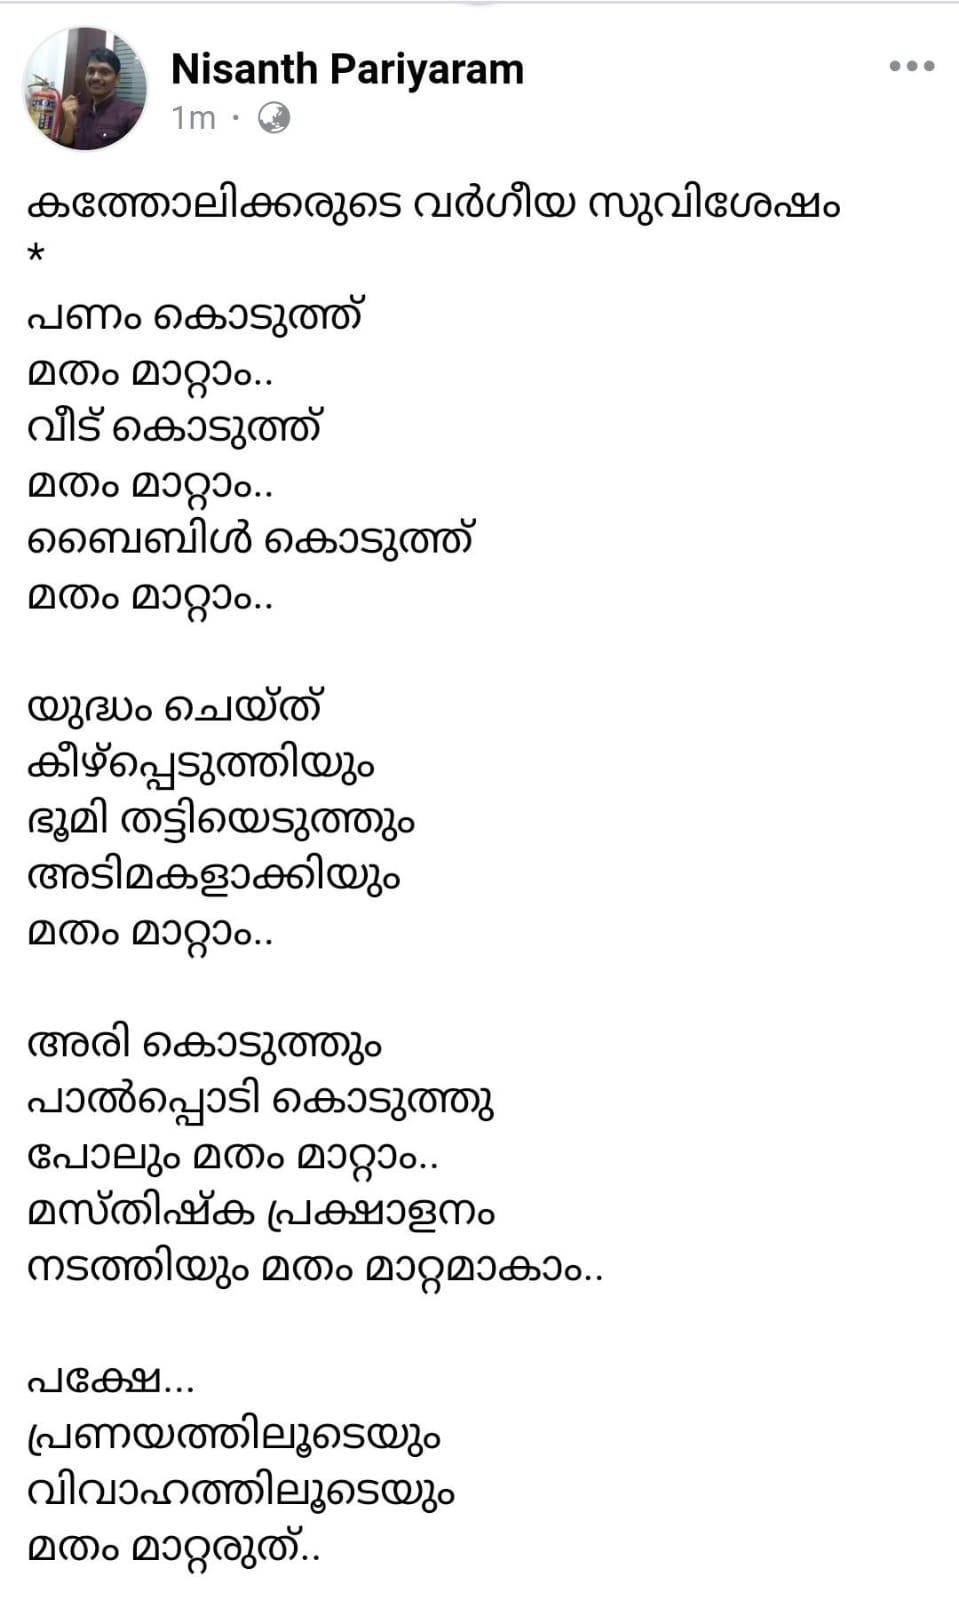 Nisanth Pariyaram
1m ·
കത്തോലിക്കരുടെ വർഗീയ സുവിശേഷം
*
പണം കൊടുത്ത്
മതം മാറ്റാം..
വീട് കൊടുത്ത്
മതം മാറ്റാം..
ബൈബിൾ കൊടുത്ത്
മതം മാറ്റാം..
യുദ്ധം ചെയ്ത്
കീഴ്പ്പെടുത്തിയും
ഭൂമി തട്ടിയെടുത്തും
അടിമകളാക്കിയും
മതം മാറ്റാം..
അരി കൊടുത്തും
പാൽപ്പൊടി കൊടുത്തു
പോലും മതം മാറ്റാം..
മസ്തിഷ്ക പ്രക്ഷാളനം
നടത്തിയും മതം മാറ്റമാകാം..
പക്ഷേ...
പ്രണയത്തിലൂടെയും
വിവാഹത്തിലൂടെയും
മതം മാറ്റരുത്..